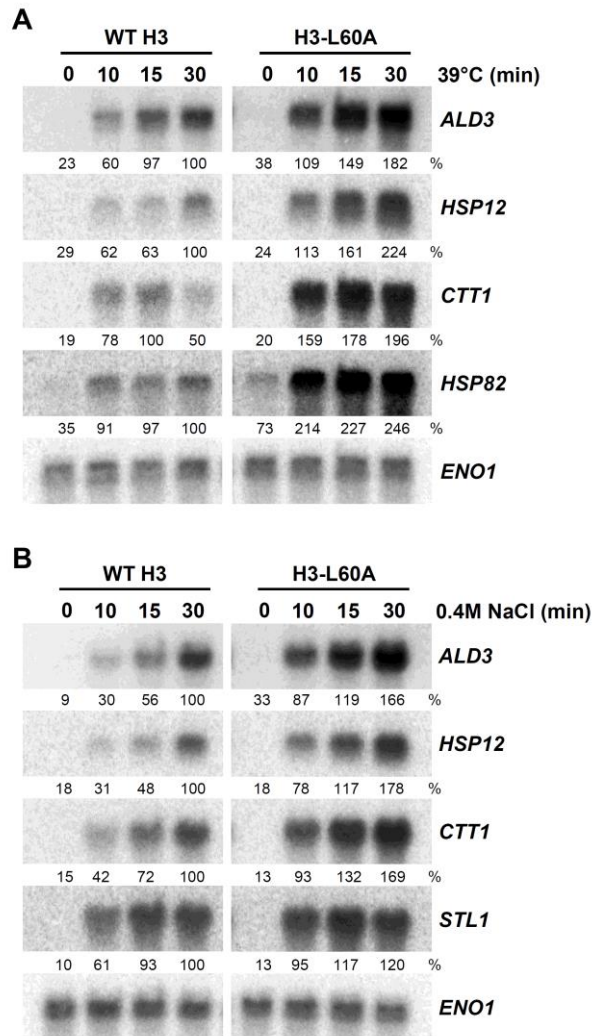 A
WT H3 H3-L60A
0 10 15 30 0 10 15 30 39°C (min)
ALD3
23 60 97 100 38 109 149 182 %
HSP12
29 62 63 100 24 113 161 224 %
CTT1
19 78 100 50 20 159 178 196 %
HSP82
35 91 97 100 73 214 227 246 %
ENO1
B
WT H3 H3-L60A
0 10 15 30 0 10 15 30 0.4M NaCl (min)
ALD3
9 30 56 100 33 87 119 166 %
HSP12
18 31 48 100 18 78 117 178 %
CTT1
15 42 72 100 13 93 132 169 %
STL1
10 61 93 100 13 95 117 120 %
ENO1